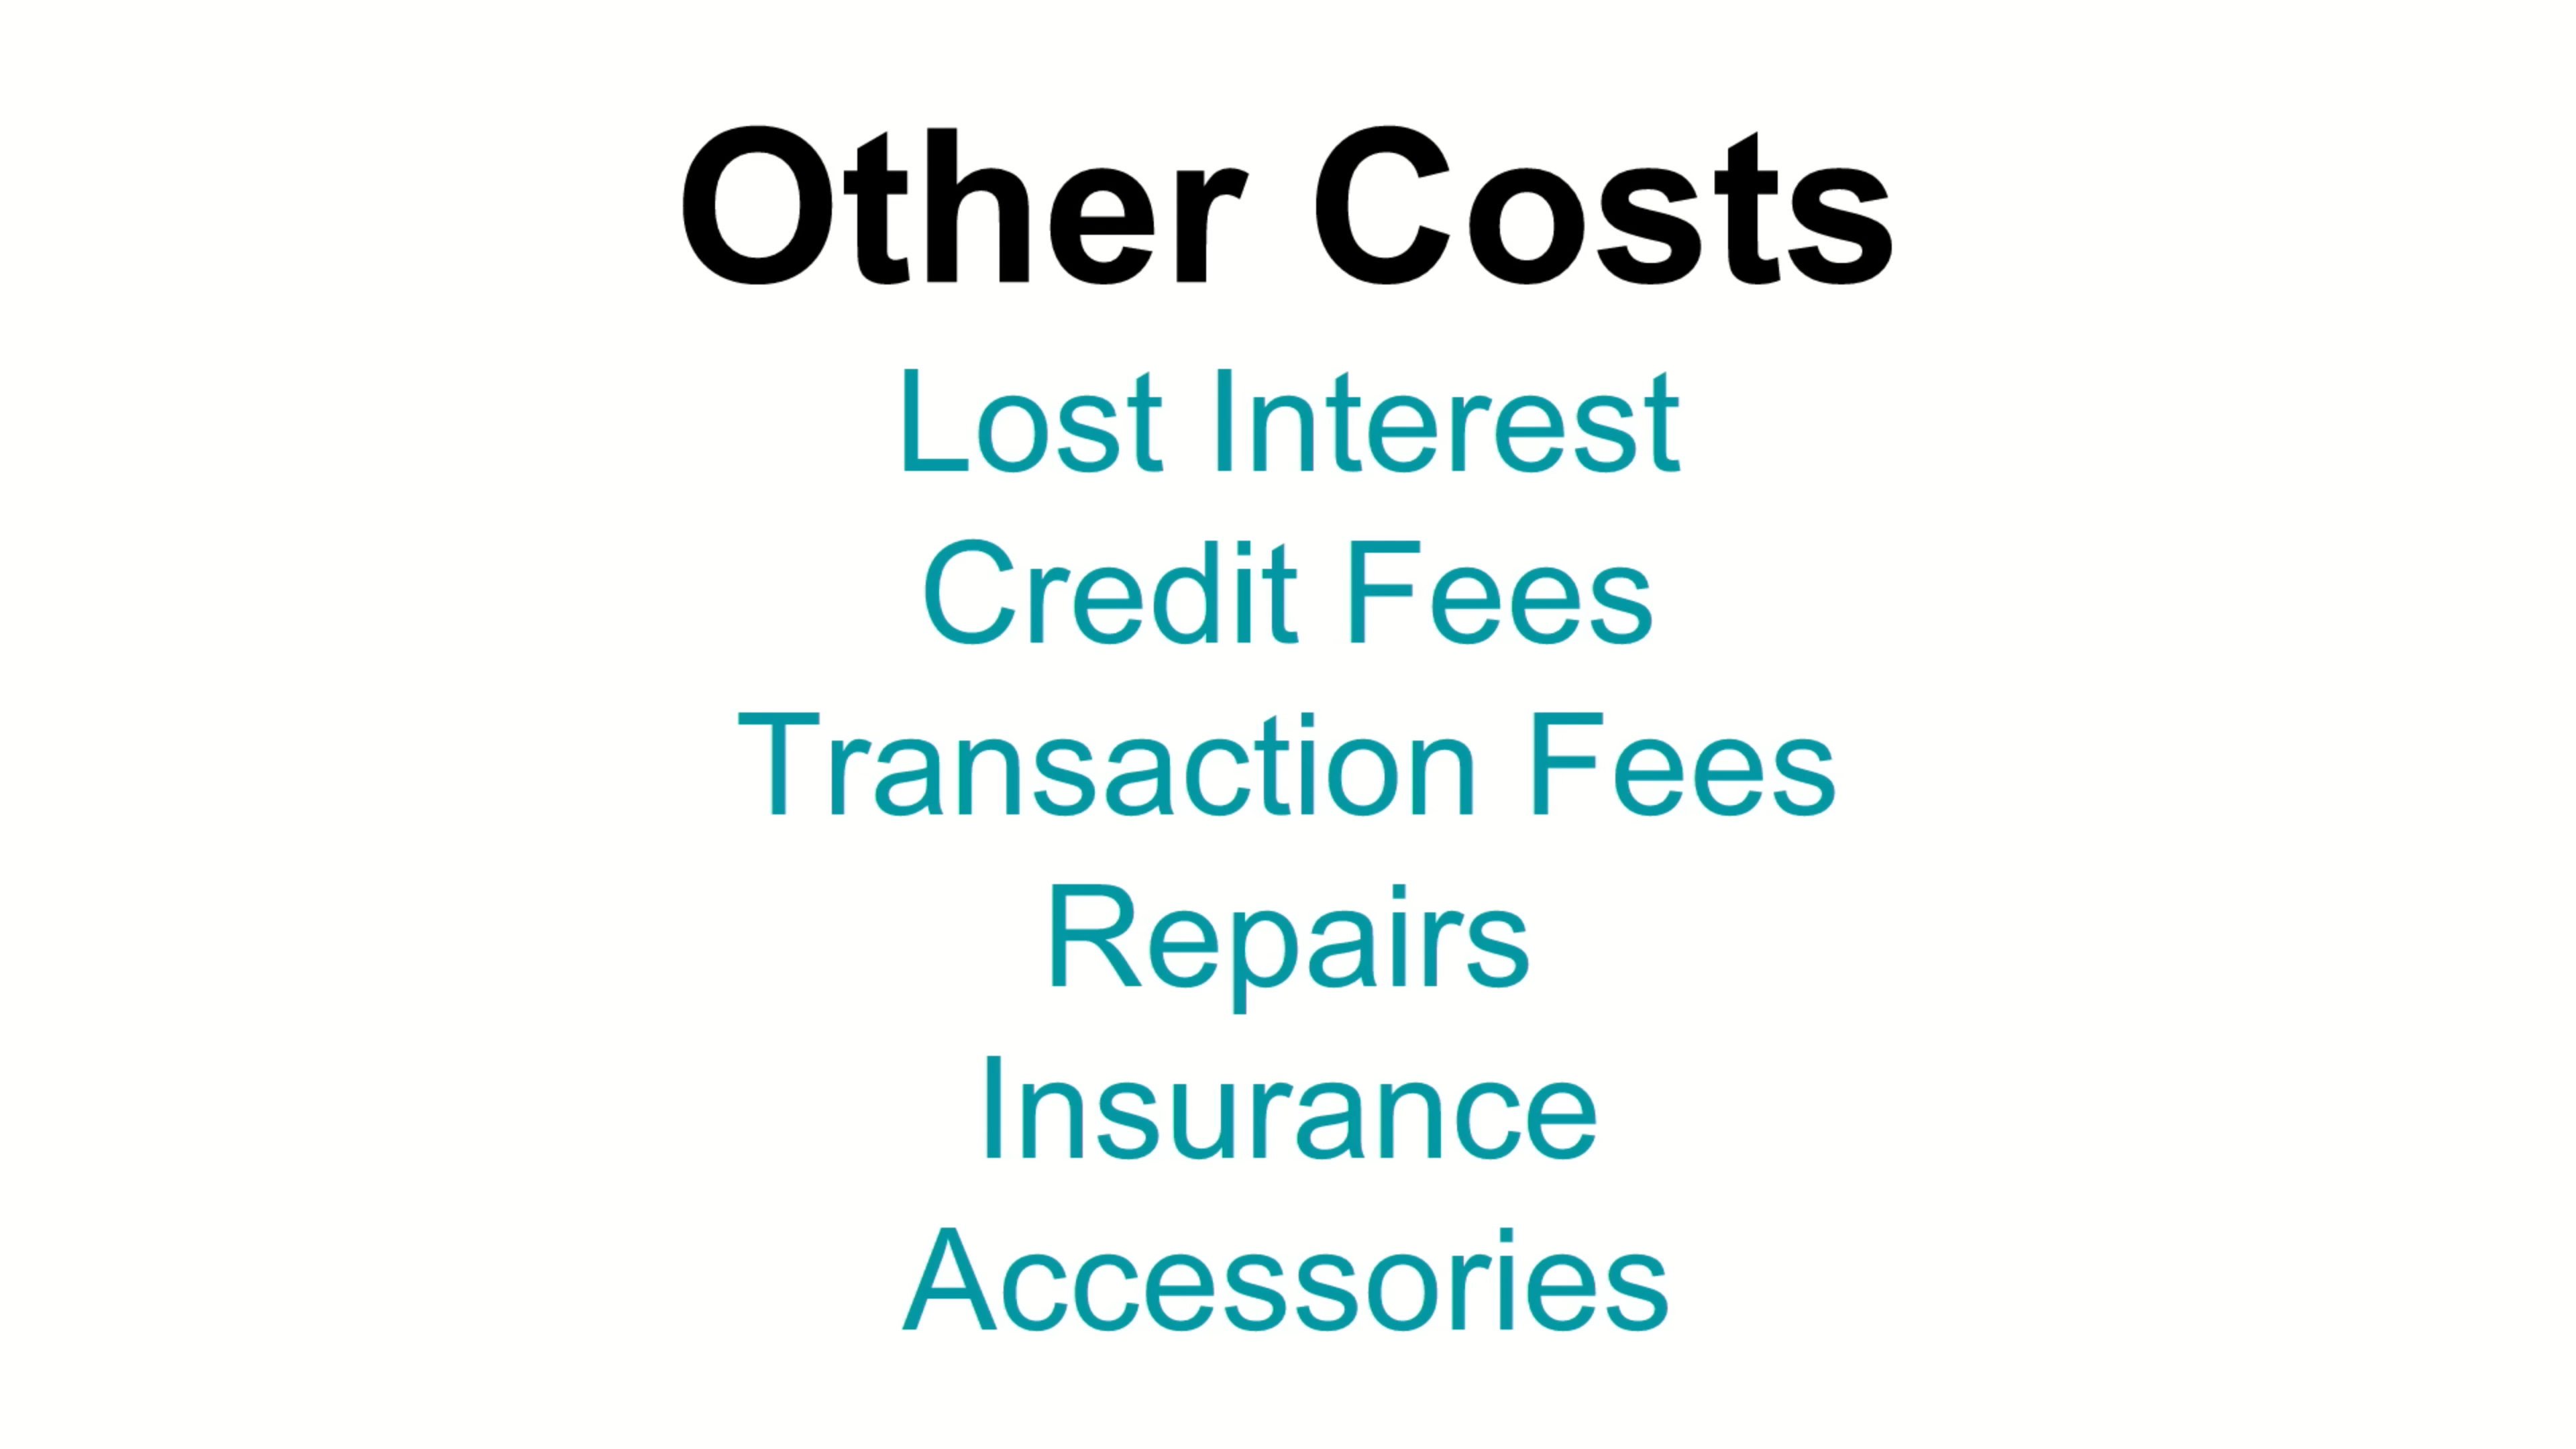 Other Costs
Lost Interest
Credit Fees
Transaction Fees
Repairs
Insurance
Accessories